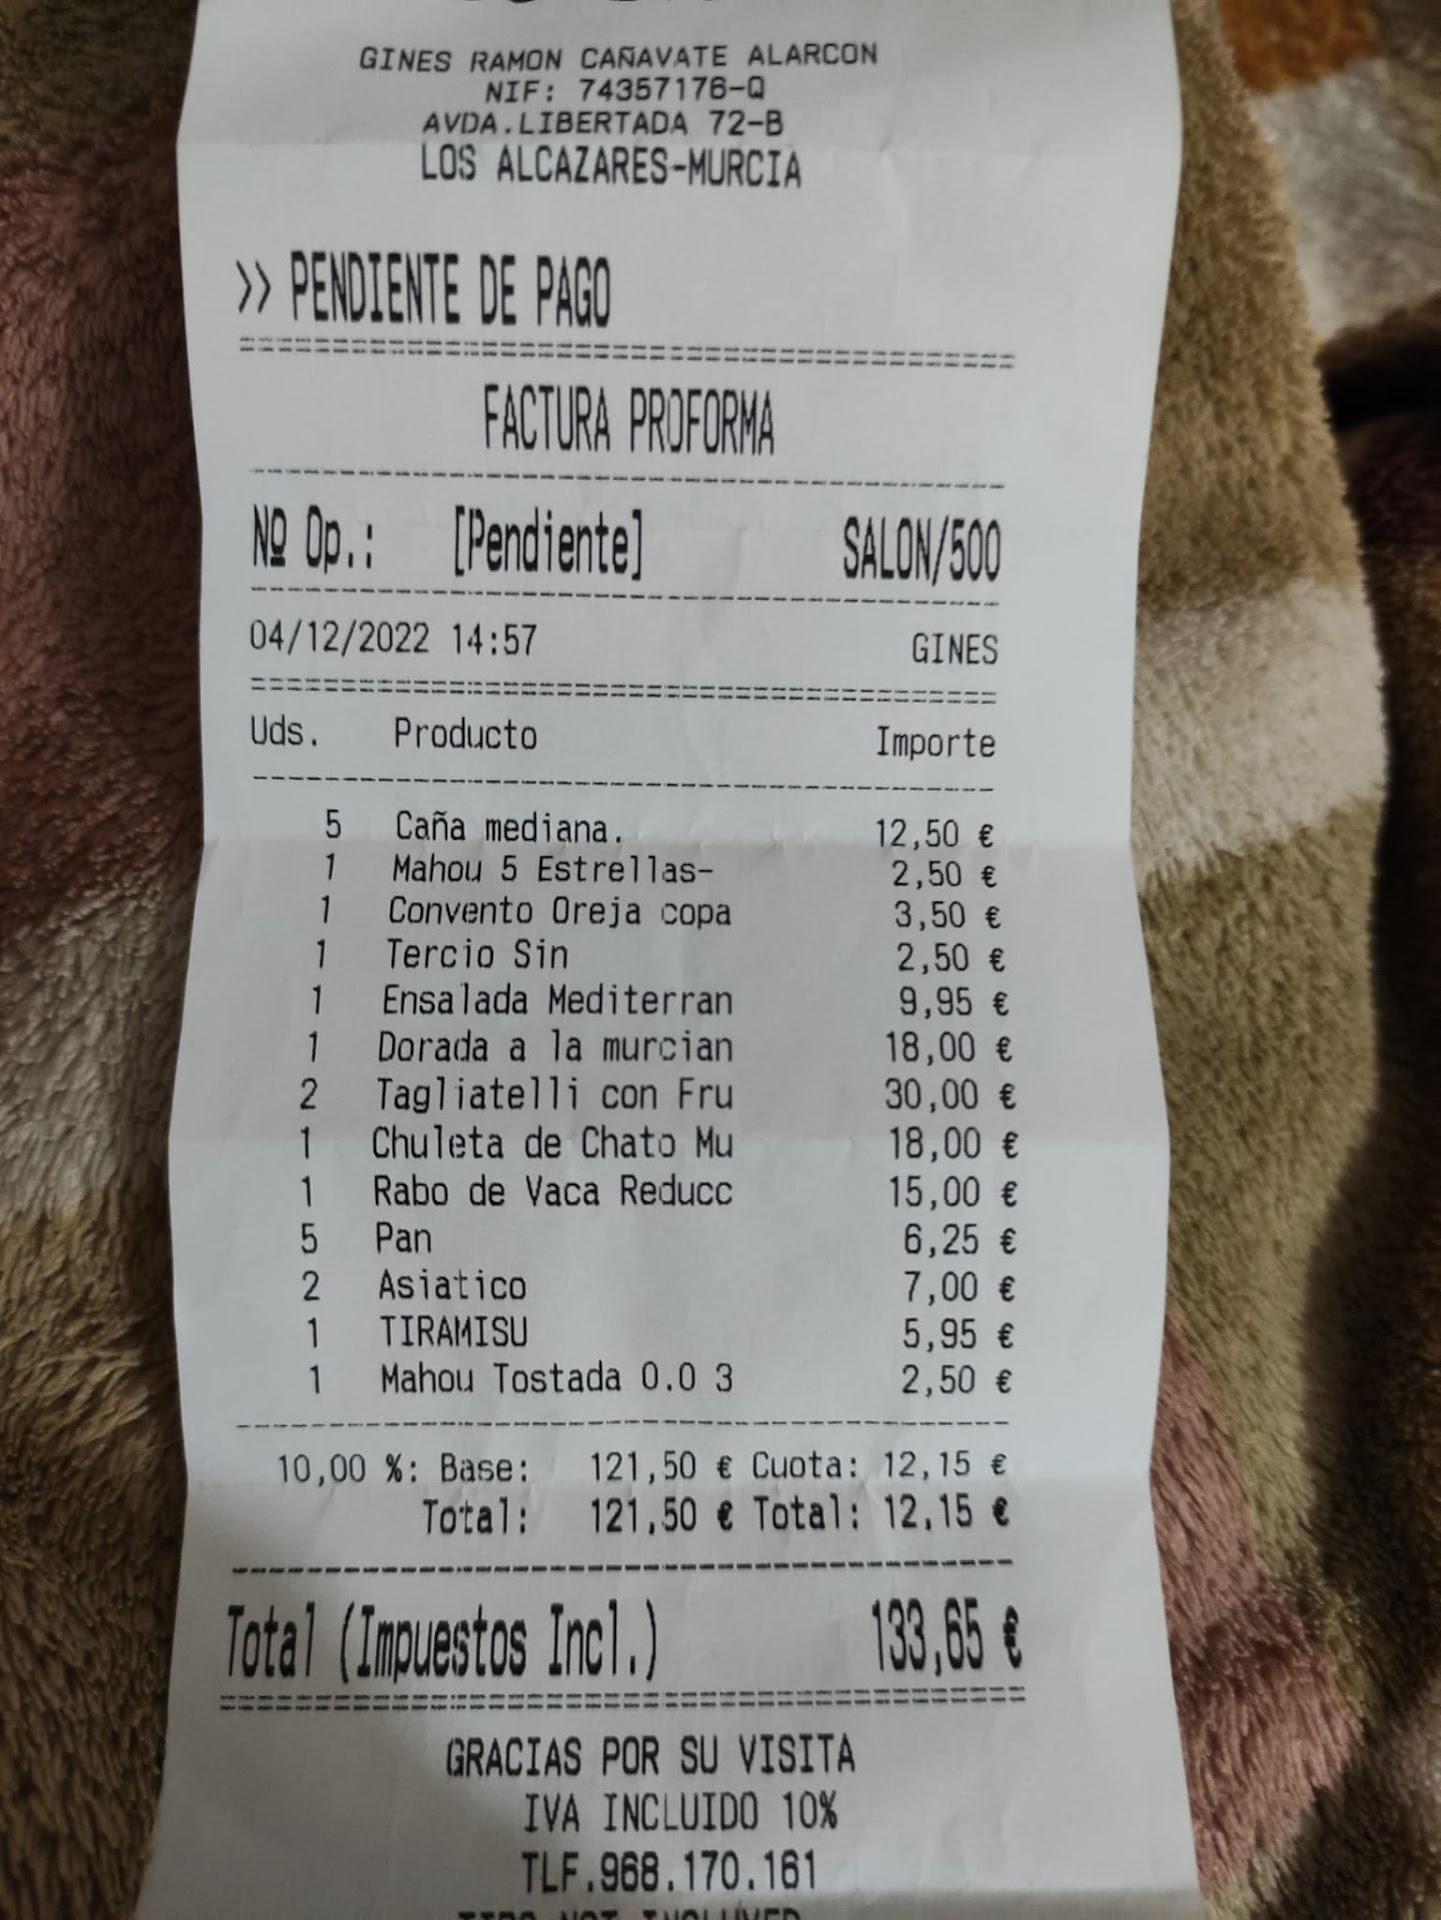 GINES RAMON CAÑAVATE ALARCON
NIF: 74357176-Q
AVDA.LIBERTADA 72-B
LOS ALCAZARES-MURCIA
>> PENDIENTE DE PAGO
FACTURA PROFORMA
Nº Op.: [Pendiente] SALON/500
04/12/2022 14:57 GINES
Uds. Producto Importe
5 Caña mediana. 12,50 €
1 Mahou 5 Estrellas- 2,50 €
1 Convento Oreja copa 3,50 €
1 Tercio Sin 2,50 €
1 Ensalada Mediterran 9,95 €
1 Dorada a la murcian 18,00 €
2 Tagliatelli con Fru 30,00 €
1 Chuleta de Chato Mu 18,00 €
1 Rabo de Vaca Reducc 15,00 €
5 Pan 6,25 €
2 Asiatico 7,00 €
1 TIRAMISU 5,95 €
1 Mahou Tostada 0.0 3 2,50 €
10,00 %: Base: 121,50 € Cuota: 12,15 €
Total: 121,50 € Total: 12,15 €
Total (Impuestos Incl.) 133,65 €
GRACIAS POR SU VISITA
IVA INCLUIDO 10%
TLF.968.170.161
TIPS NOT INCLUYED